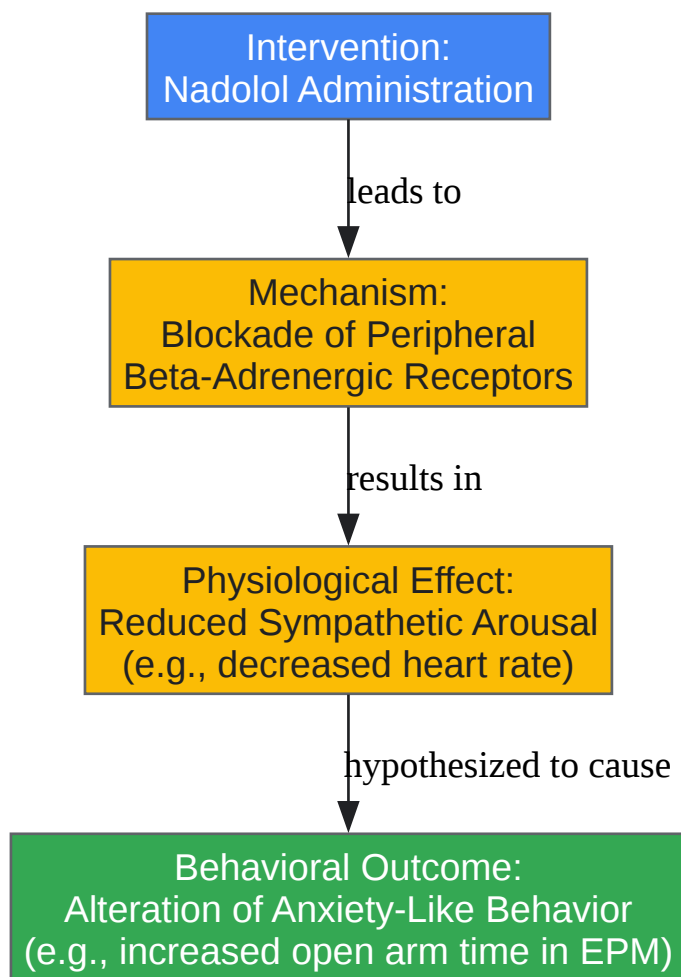 Intervention:
Nadolol Administration
leads to
Mechanism:
Blockade of Peripheral
Beta-Adrenergic Receptors
results in
Physiological Effect:
Reduced Sympathetic Arousal
(e.g., decreased heart rate)
hypothesized to cause
Behavioral Outcome:
Alteration of Anxiety-Like Behavior
(e.g., increased open arm time in EPM)